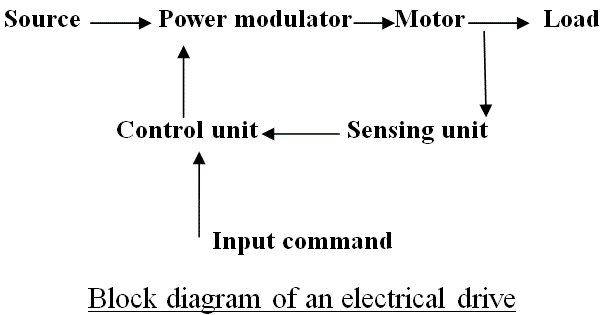 Source Power modulator Motor Load
Control unit Sensing unit
Input command
Block diagram of an electrical drive